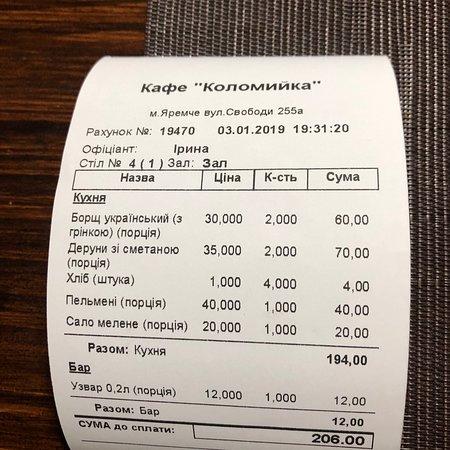 Кафе "Коломийка"
м.Яремче вул.Свободи 255а
Рахунок №: 19470 03.01.2019 19:31:20
Офіціант: Ірина
Стіл № 4 ( 1 ) Зал: Зал
Назва Ціна К-сть Сума
Кухня
Борщ український (з 30,000 2,000 60,00
грінкою) (порція)
Деруни зі сметаною 35,000 2,000 70,00
(порція)
Хліб (штука) 1,000 4,000 4,00
Пельмені (порція) 40,000 1,000 40,00
Сало мелене (порція) 20,000 1,000 20,00
Разом: Кухня 194,00
Бар
Узвар 0,2л (порція) 12,000 1,000 12,00
Разом: Бар 12,00
СУМА до сплати: 206.00